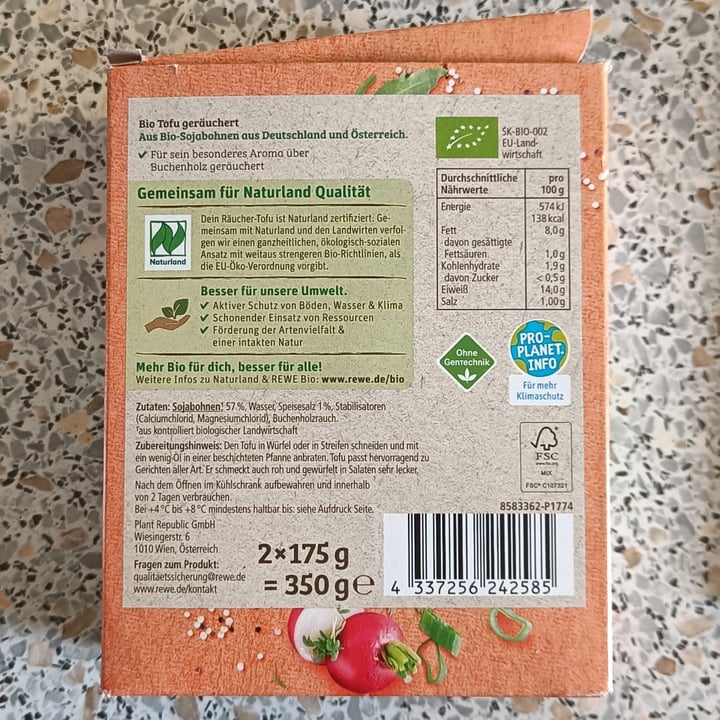 Bio Tofu geräuchert
Aus Bio-Sojabohnen aus Deutschland und Österreich.
✓ Für sein besonderes Aroma über
Buchenholz geräuchert
Gemeinsam für Naturland Qualität
Naturland
Dein Räucher-Tofu ist Naturland zertifiziert. Ge-
meinsam mit Naturland und den Landwirten verfol-
gen wir einen ganzheitlichen, ökologisch-sozialen
Ansatz mit weitaus strengeren Bio-Richtlinien, als
die EU-Öko-Verordnung vorgibt.
Besser für unsere Umwelt.
✓ Aktiver Schutz von Böden, Wasser & Klima
✓ Schonender Einsatz von Ressourcen
✓ Förderung der Artenvielfalt &
einer intakten Natur
Mehr Bio für dich, besser für alle!
Weitere Infos zu Naturland & REWE Bio: www.rewe.de/bio
SK-BIO-002
EU-Land-
wirtschaft
Durchschnittliche pro
Nährwerte 100 g
Energie 574 kJ
138 kcal
Fett 8,0 g
davon gesättigte
Fettsäuren 1,0 g
Kohlenhydrate 1,9 g
davon Zucker < 0,5 g
Eiweiß 14,0 g
Salz 1,00 g
Ohne
Gentechnik
PRO-
PLANET.
INFO
Für mehr
Klimaschutz
Zutaten: Sojabohnen¹ 57 %, Wasser, Speisesalz 1 %, Stabilisatoren
(Calciumchlorid, Magnesiumchlorid), Buchenholzrauch.
¹aus kontrolliert biologischer Landwirtschaft
Zubereitungshinweise: Den Tofu in Würfel oder in Streifen schneiden und mit
ein wenig Öl in einer beschichteten Pfanne anbraten. Tofu passt hervorragend zu
Gerichten aller Art. Er schmeckt auch roh und gewürfelt in Salaten sehr lecker.
Nach dem Öffnen im Kühlschrank aufbewahren und innerhalb
von 2 Tagen verbrauchen.
Bei +4 °C bis +8 °C mindestens haltbar bis: siehe Aufdruck Seite.
Plant Republic GmbH
Wiesingerstr. 6
1010 Wien, Österreich
Fragen zum Produkt:
qualitaetssicherung@rewe.de
www.rewe.de/kontakt
2×175 g
= 350 g ℮
FSC
www.fsc.org
MIX
FSC® C107321
8583362-P1774
4 337256 242585